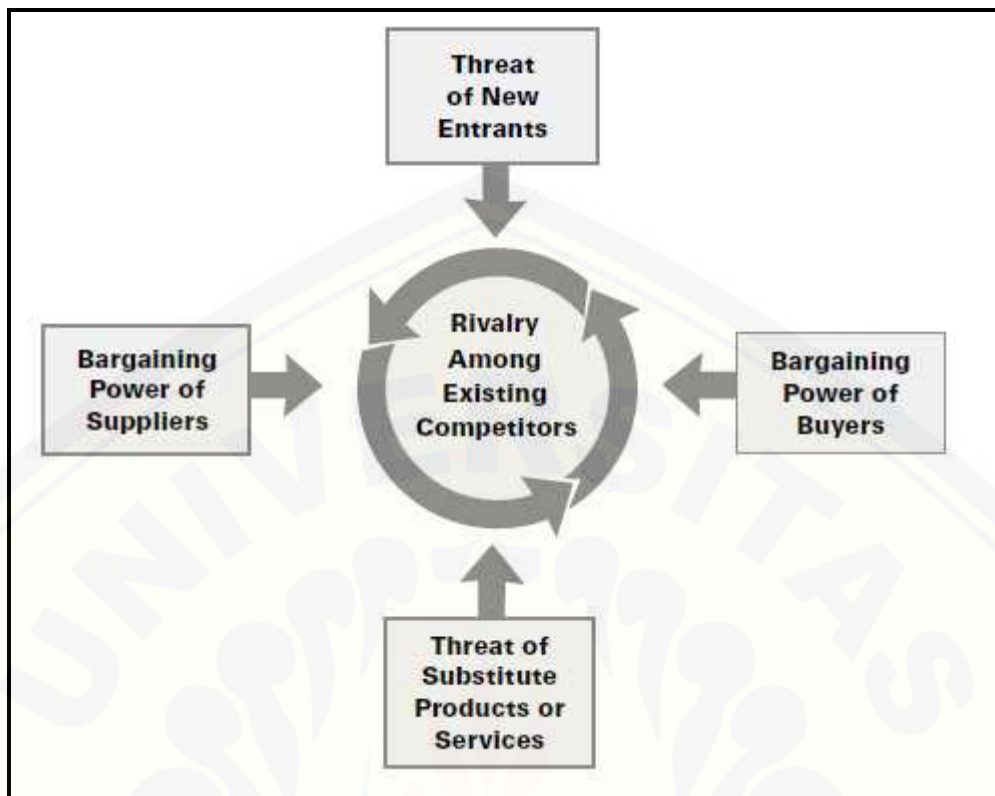 Threat
of New
Entrants
Rivalry
Among
Existing
Competitors
Bargaining
Power of
Suppliers
Bargaining
Power of
Buyers
Threat of
Substitute
Products or
Services
UNIVERSITAS